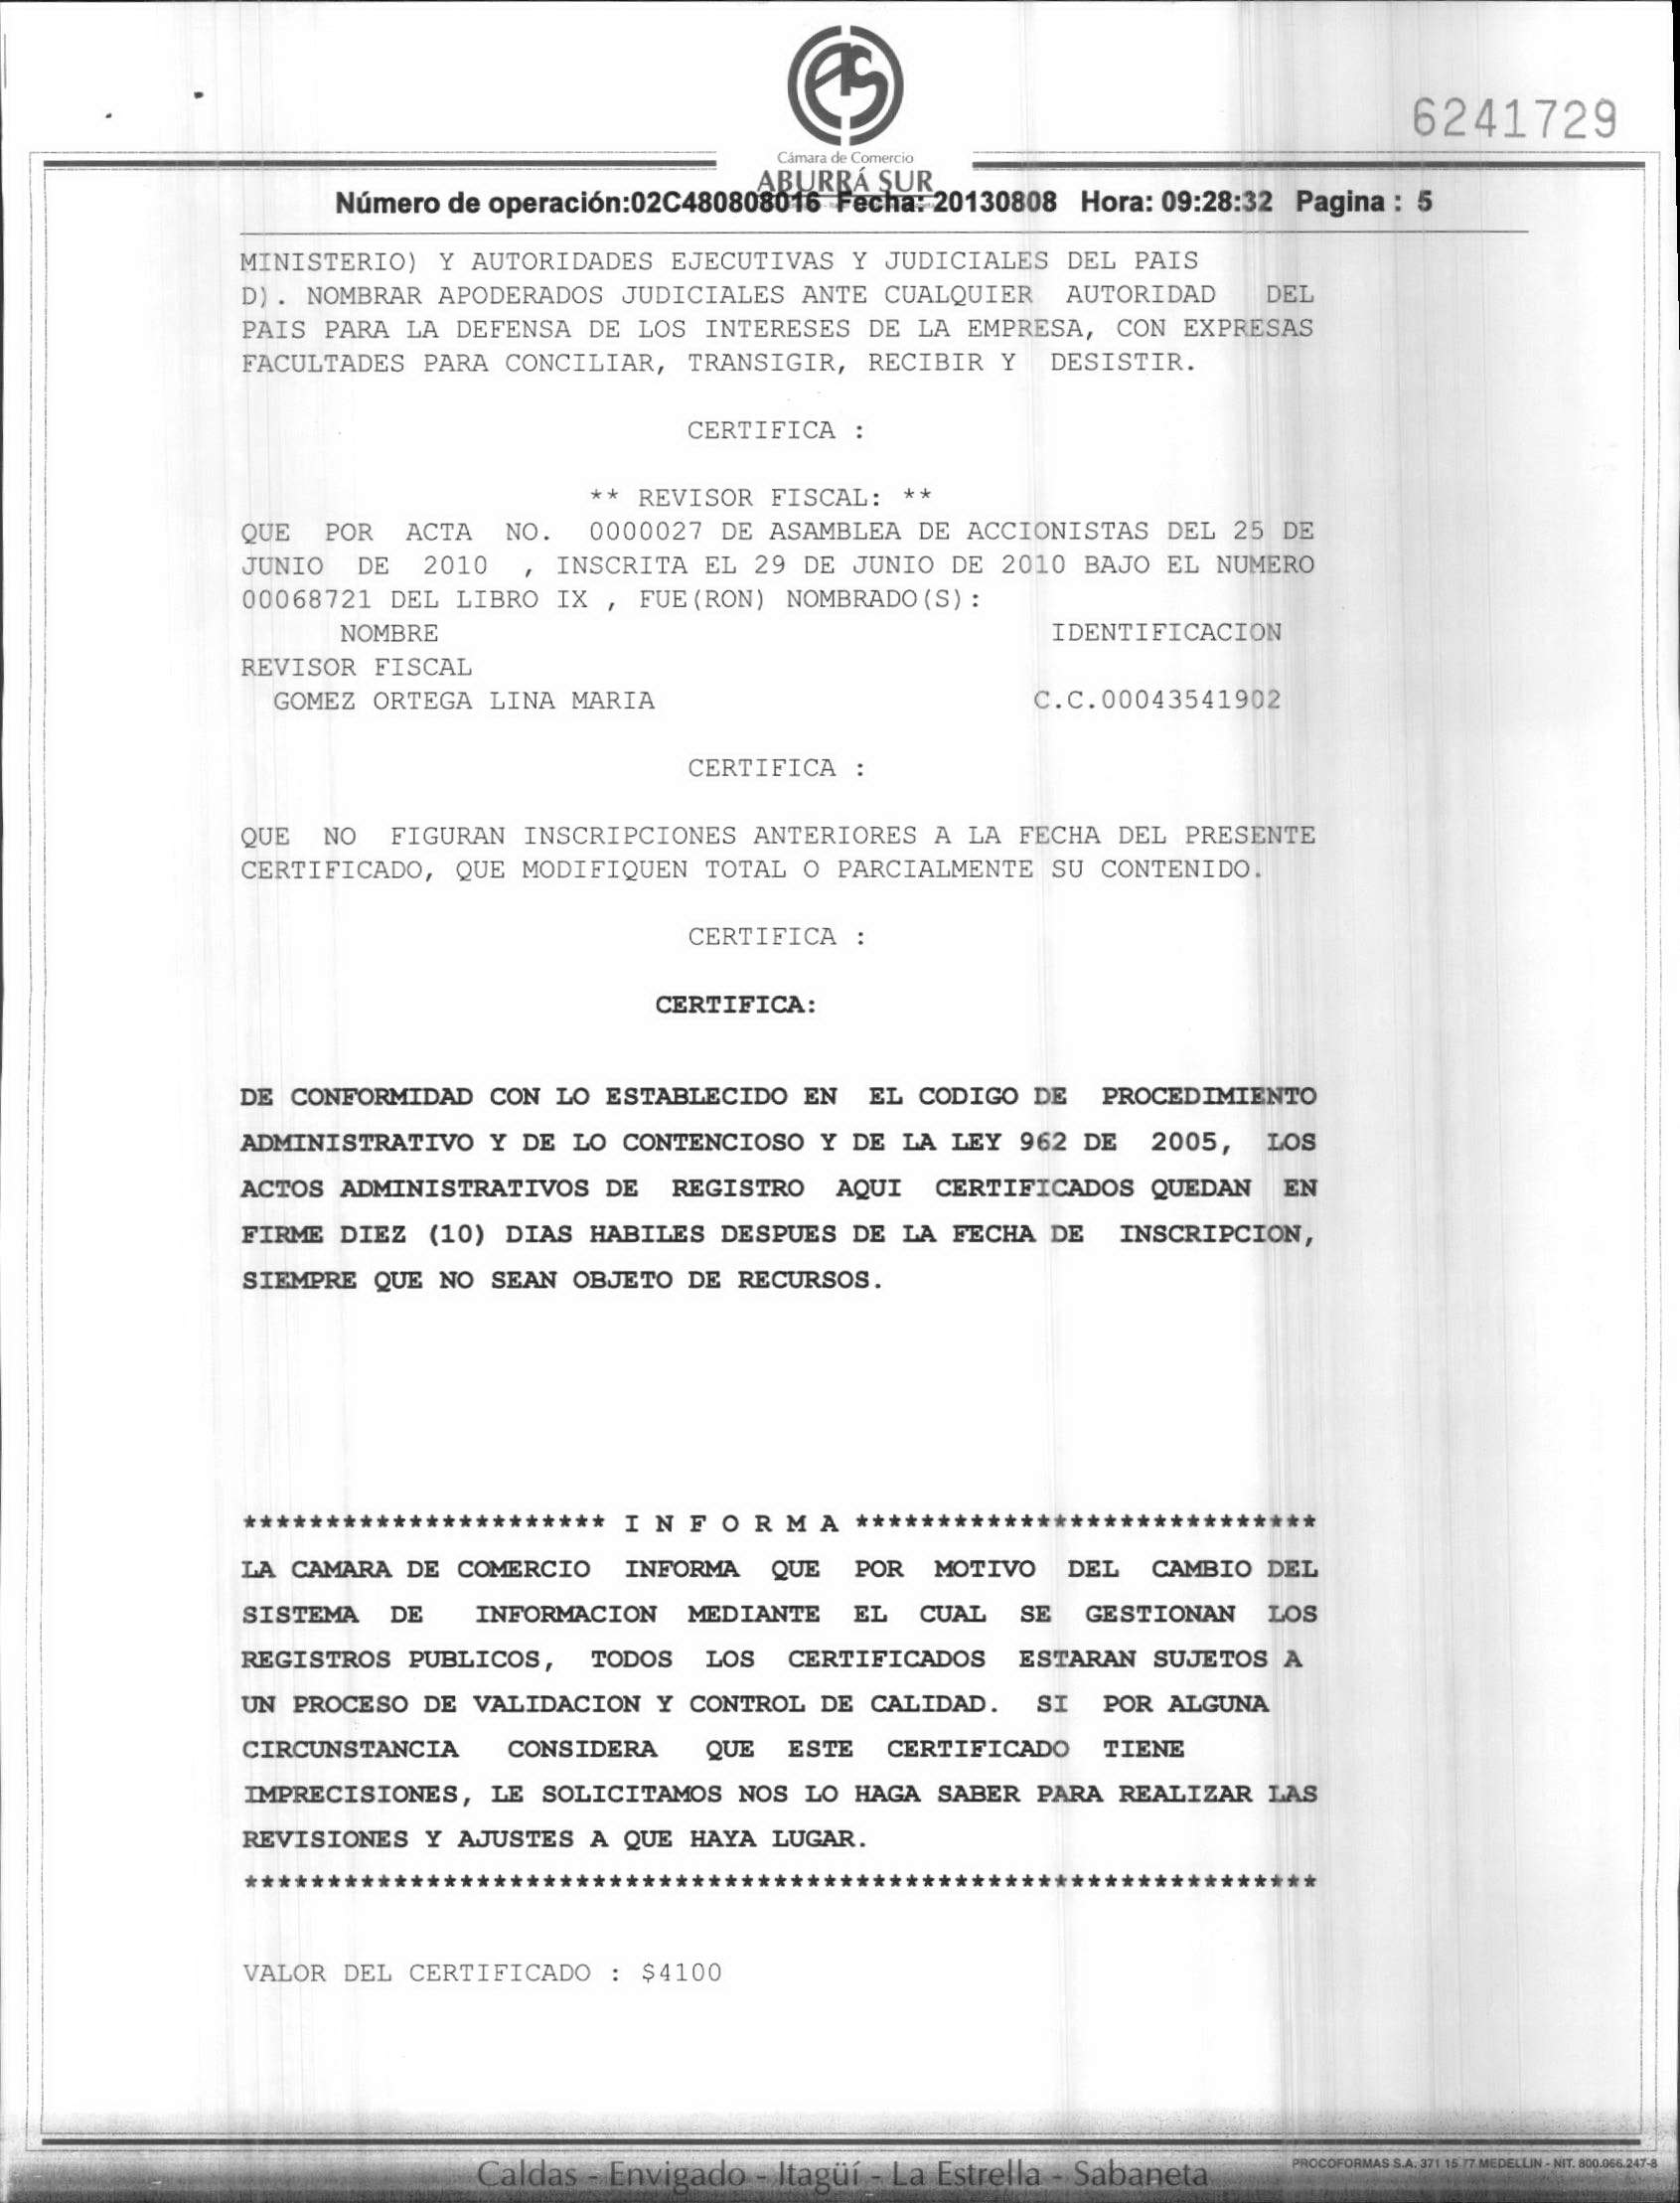 6241729
Cámara de Comercio
ABURRÁ SUR
Número de operación:02C480808016 Fecha: 20130808 Hora: 09:28:32 Pagina : 5
MINISTERIO) Y AUTORIDADES EJECUTIVAS Y JUDICIALES DEL PAIS
D). NOMBRAR APODERADOS JUDICIALES ANTE CUALQUIER AUTORIDAD DEL
PAIS PARA LA DEFENSA DE LOS INTERESES DE LA EMPRESA, CON EXPRESAS
FACULTADES PARA CONCILIAR, TRANSIGIR, RECIBIR Y DESISTIR.
CERTIFICA :
** REVISOR FISCAL: **
QUE POR ACTA NO. 0000027 DE ASAMBLEA DE ACCIONISTAS DEL 25 DE
JUNIO DE 2010 , INSCRITA EL 29 DE JUNIO DE 2010 BAJO EL NUMERO
00068721 DEL LIBRO IX , FUE(RON) NOMBRADO(S):
NOMBRE IDENTIFICACION
REVISOR FISCAL
GOMEZ ORTEGA LINA MARIA C.C.00043541902
CERTIFICA :
QUE NO FIGURAN INSCRIPCIONES ANTERIORES A LA FECHA DEL PRESENTE
CERTIFICADO, QUE MODIFIQUEN TOTAL O PARCIALMENTE SU CONTENIDO.
CERTIFICA :
CERTIFICA:
DE CONFORMIDAD CON LO ESTABLECIDO EN EL CODIGO DE PROCEDIMIENTO
ADMINISTRATIVO Y DE LO CONTENCIOSO Y DE LA LEY 962 DE 2005, LOS
ACTOS ADMINISTRATIVOS DE REGISTRO AQUI CERTIFICADOS QUEDAN EN
FIRME DIEZ (10) DIAS HABILES DESPUES DE LA FECHA DE INSCRIPCION,
SIEMPRE QUE NO SEAN OBJETO DE RECURSOS.
********************** I N F O R M A ****************************
LA CAMARA DE COMERCIO INFORMA QUE POR MOTIVO DEL CAMBIO DEL
SISTEMA DE INFORMACION MEDIANTE EL CUAL SE GESTIONAN LOS
REGISTROS PUBLICOS, TODOS LOS CERTIFICADOS ESTARAN SUJETOS A
UN PROCESO DE VALIDACION Y CONTROL DE CALIDAD. SI POR ALGUNA
CIRCUNSTANCIA CONSIDERA QUE ESTE CERTIFICADO TIENE
IMPRECISIONES, LE SOLICITAMOS NOS LO HAGA SABER PARA REALIZAR LAS
REVISIONES Y AJUSTES A QUE HAYA LUGAR.
*****************************************************************
VALOR DEL CERTIFICADO : $4100
Caldas - Envigado - Itagüí - La Estrella - Sabaneta
PROCOFORMAS S.A. 371 15 77 MEDELLIN - NIT. 800.066.247-8